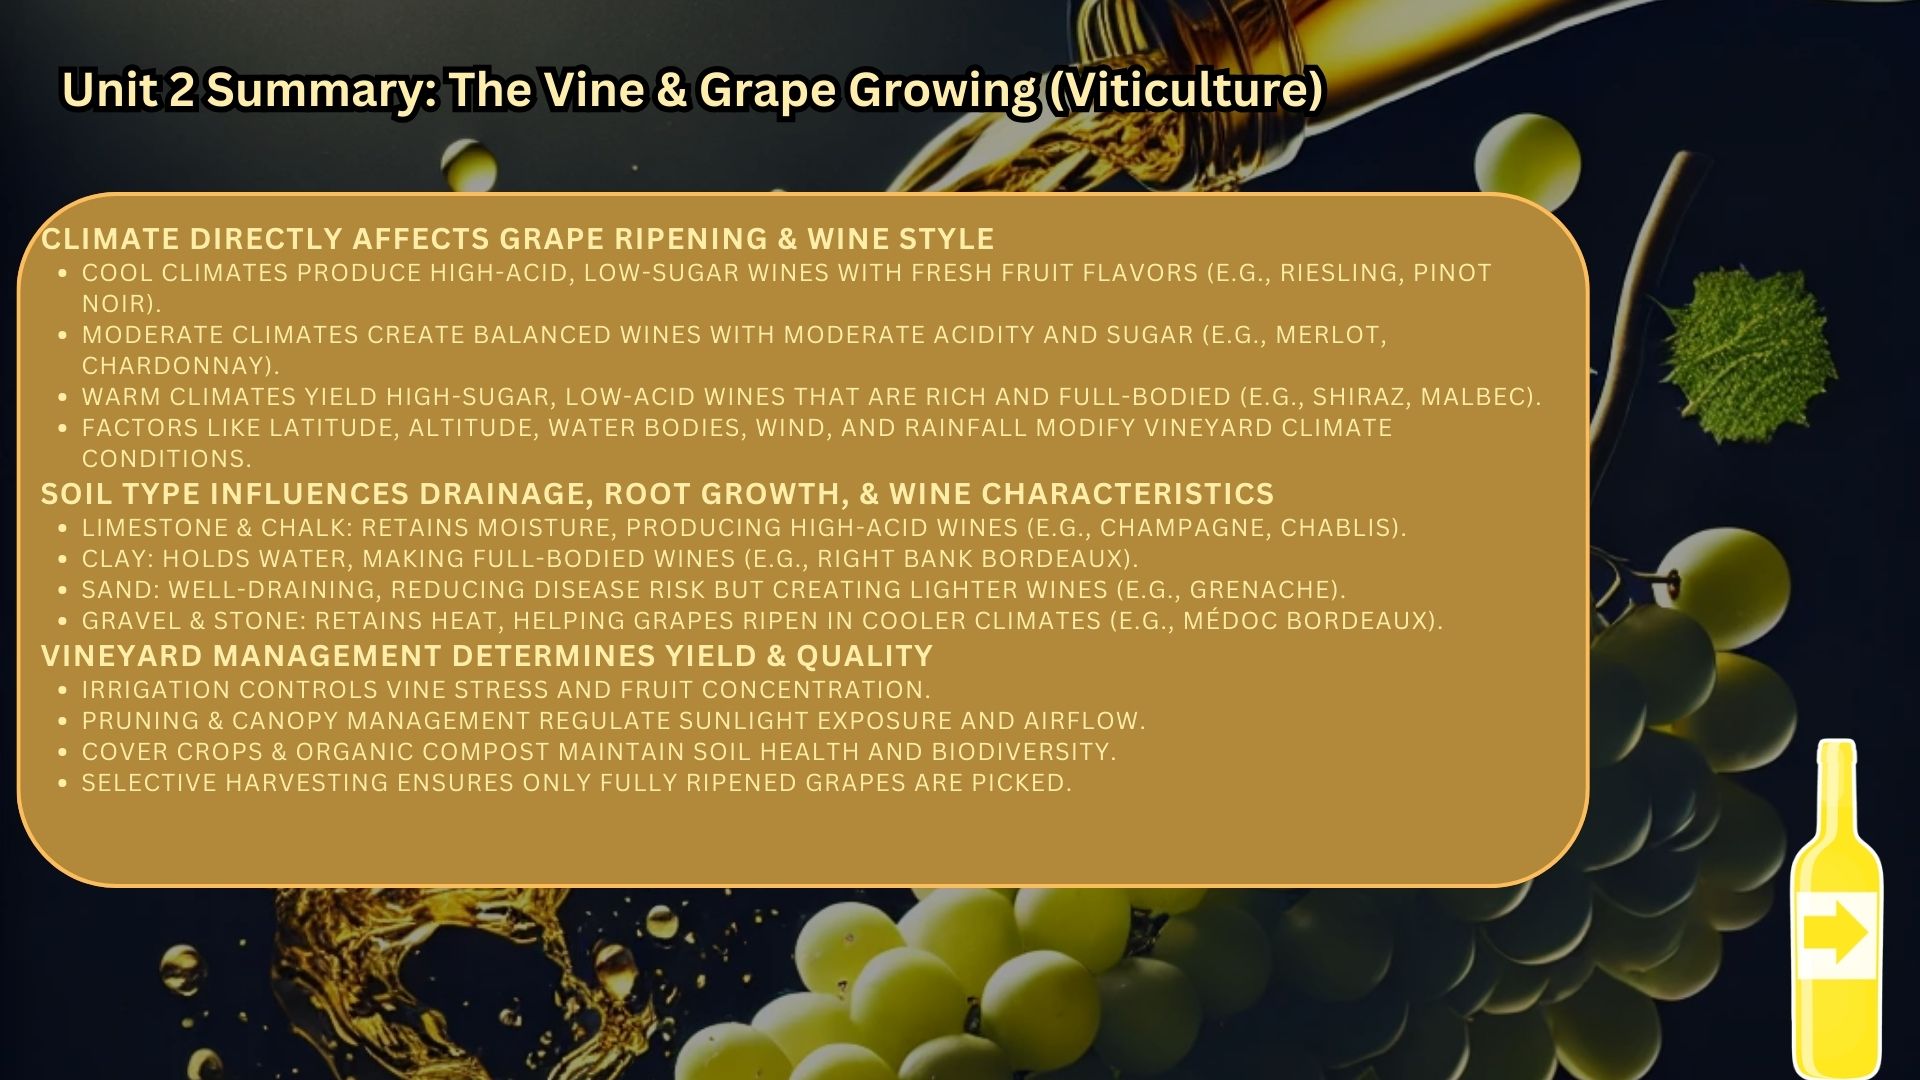 Unit 2 Summary: The Vine & Grape Growing (Viticulture)
CLIMATE DIRECTLY AFFECTS GRAPE RIPENING & WINE STYLE
• COOL CLIMATES PRODUCE HIGH-ACID, LOW-SUGAR WINES WITH FRESH FRUIT FLAVORS (E.G., RIESLING, PINOT
NOIR).
• MODERATE CLIMATES CREATE BALANCED WINES WITH MODERATE ACIDITY AND SUGAR (E.G., MERLOT,
CHARDONNAY).
• WARM CLIMATES YIELD HIGH-SUGAR, LOW-ACID WINES THAT ARE RICH AND FULL-BODIED (E.G., SHIRAZ, MALBEC).
• FACTORS LIKE LATITUDE, ALTITUDE, WATER BODIES, WIND, AND RAINFALL MODIFY VINEYARD CLIMATE
CONDITIONS.
SOIL TYPE INFLUENCES DRAINAGE, ROOT GROWTH, & WINE CHARACTERISTICS
• LIMESTONE & CHALK: RETAINS MOISTURE, PRODUCING HIGH-ACID WINES (E.G., CHAMPAGNE, CHABLIS).
• CLAY: HOLDS WATER, MAKING FULL-BODIED WINES (E.G., RIGHT BANK BORDEAUX).
• SAND: WELL-DRAINING, REDUCING DISEASE RISK BUT CREATING LIGHTER WINES (E.G., GRENACHE).
• GRAVEL & STONE: RETAINS HEAT, HELPING GRAPES RIPEN IN COOLER CLIMATES (E.G., MÉDOC BORDEAUX).
VINEYARD MANAGEMENT DETERMINES YIELD & QUALITY
• IRRIGATION CONTROLS VINE STRESS AND FRUIT CONCENTRATION.
• PRUNING & CANOPY MANAGEMENT REGULATE SUNLIGHT EXPOSURE AND AIRFLOW.
• COVER CROPS & ORGANIC COMPOST MAINTAIN SOIL HEALTH AND BIODIVERSITY.
• SELECTIVE HARVESTING ENSURES ONLY FULLY RIPENED GRAPES ARE PICKED.